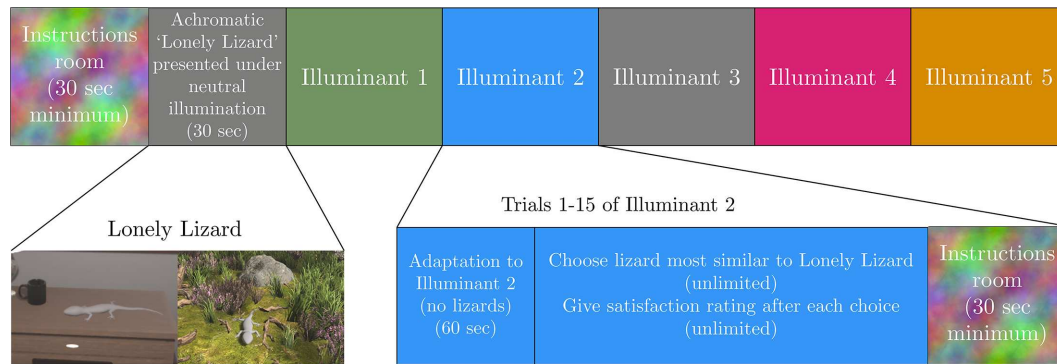 Instructions
room
(30 sec
minimum)
Achromatic
‘Lonely Lizard’
presented under
neutral
illumination
(30 sec)
Illuminant 1
Illuminant 2
Illuminant 3
Illuminant 4
Illuminant 5
Lonely Lizard
Trials 1-15 of Illuminant 2
Adaptation to
Illuminant 2
(no lizards)
(60 sec)
Choose lizard most similar to Lonely Lizard
(unlimited)
Give satisfaction rating after each choice
(unlimited)
Instructions
room
(30 sec
minimum)